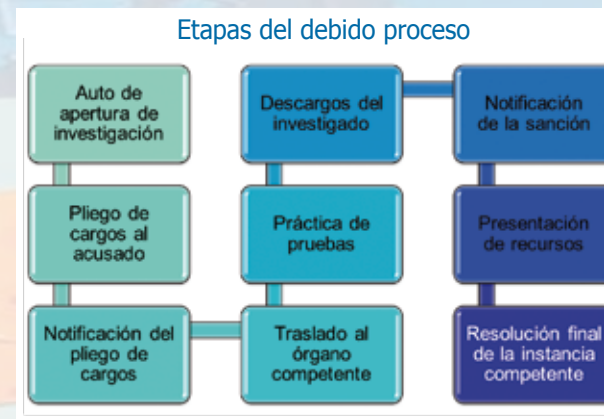 Etapas del debido proceso
Auto de
apertura de
investigación
Pliego de
cargos al
acusado
Notificación del
pliego de
cargos
Traslado al
órgano
competente
Práctica de
pruebas
Descargos del
investigado
Notificación
de la sanción
Presentación
de recursos
Resolución final
de la instancia
competente